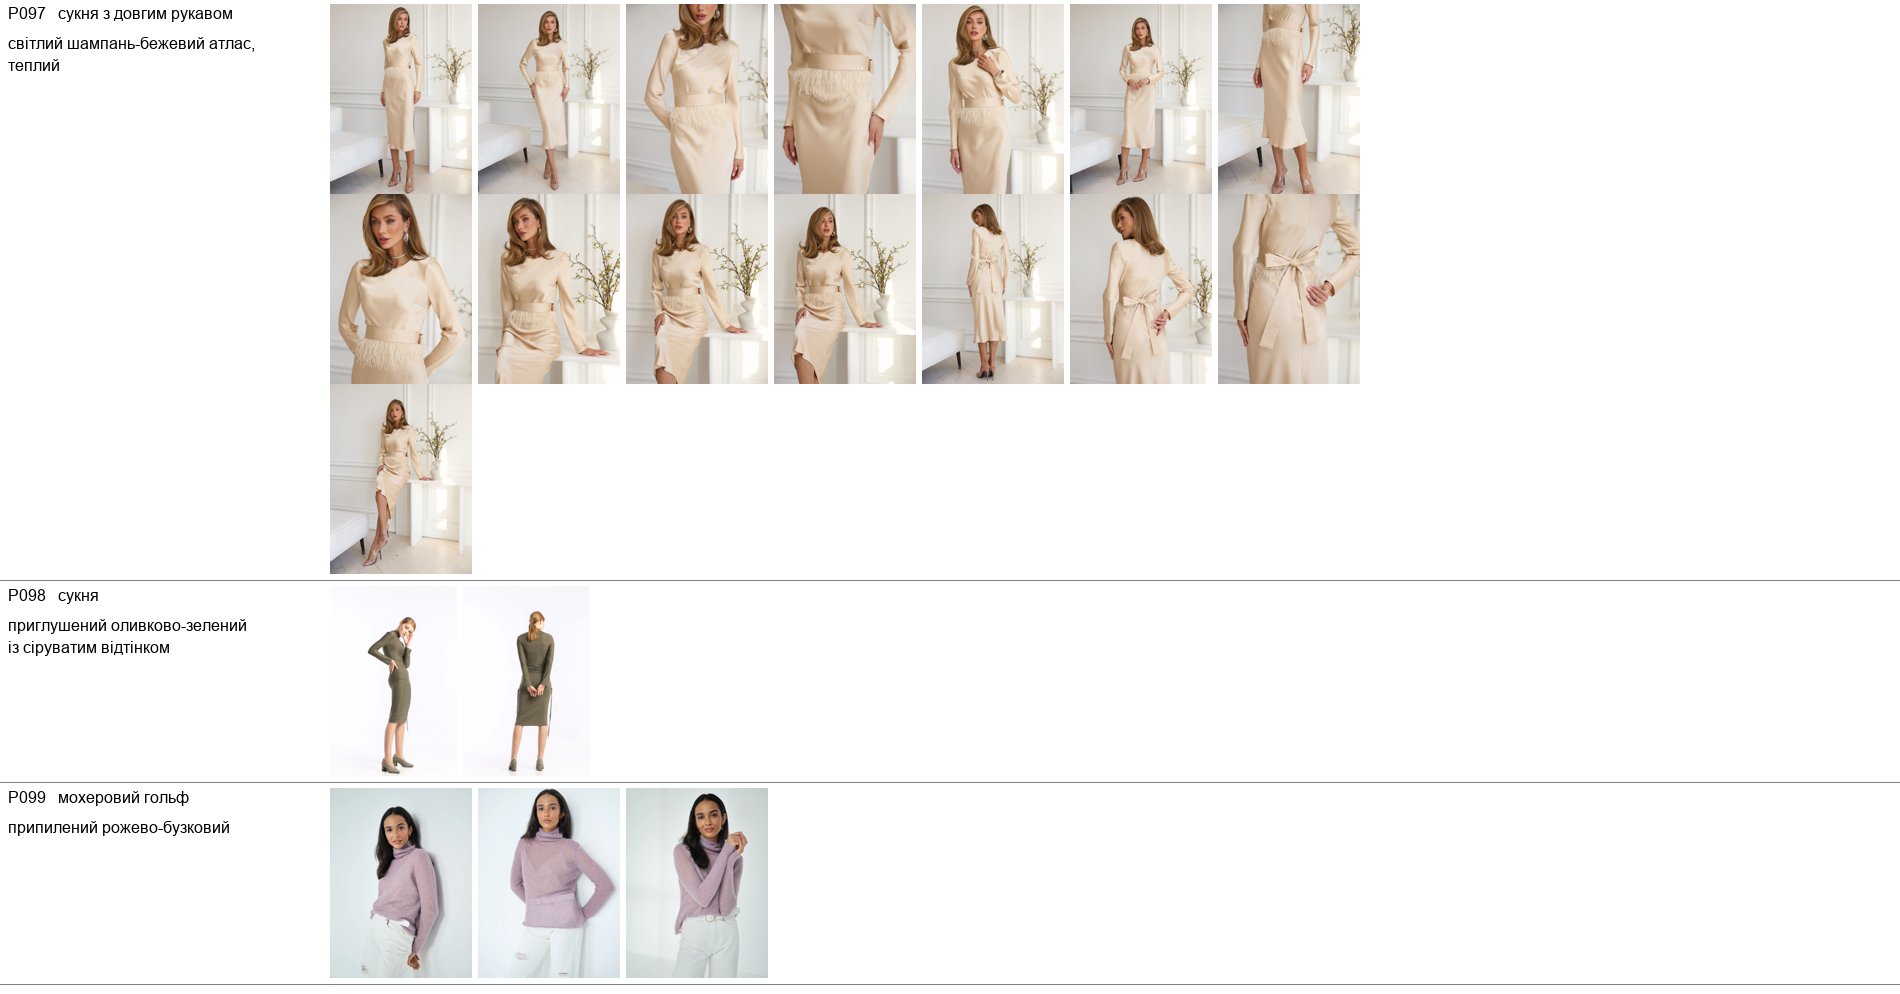 P097 сукня з довгим рукавом
світлий шампань-бежевий атлас,
теплий
P098 сукня
приглушений оливково-зелений
із сіруватим відтінком
P099 мохеровий гольф
припилений рожево-бузковий